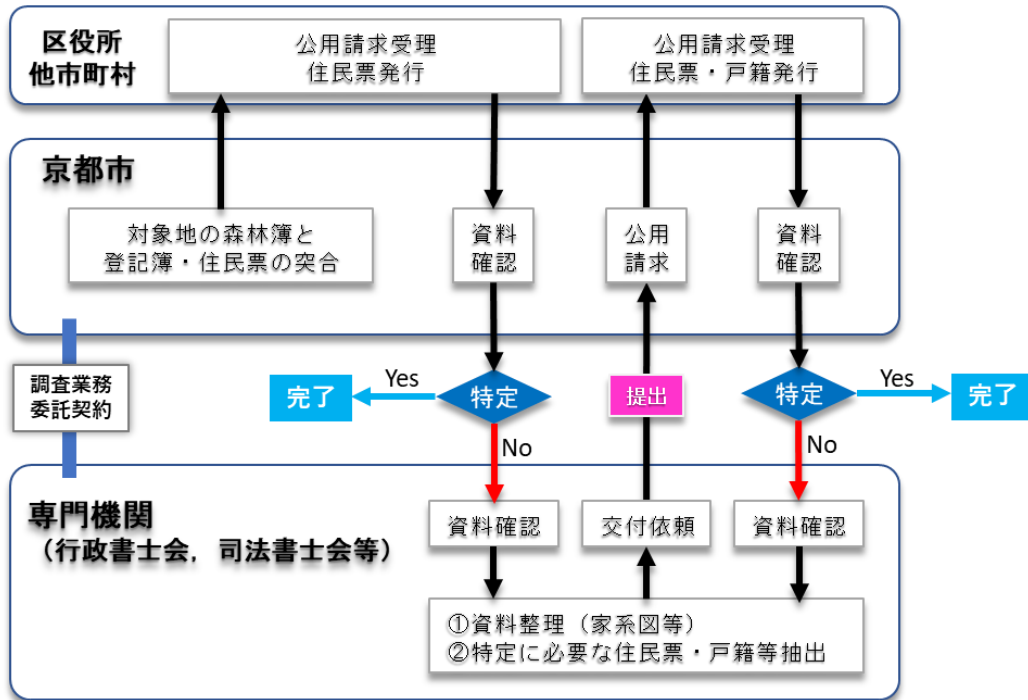 区役所
他市町村
公用請求受理
住民票発行
公用請求受理
住民票・戸籍発行
京都市
対象地の森林簿と
登記簿・住民票の突合
資料
確認
公用
請求
資料
確認
調査業務
委託契約
完了
Yes
特定
提出
特定
Yes
完了
No
No
専門機関
（行政書士会，司法書士会等）
資料確認
交付依頼
資料確認
①資料整理（家系図等）
②特定に必要な住民票・戸籍等抽出